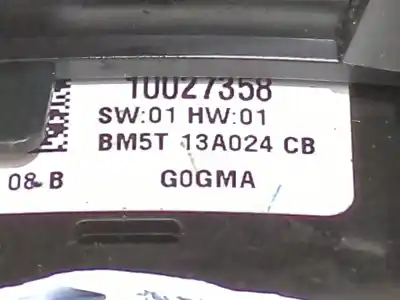 10027358
SW:01 HW:01
BM5T 13A024 CB
08-B G0GMA